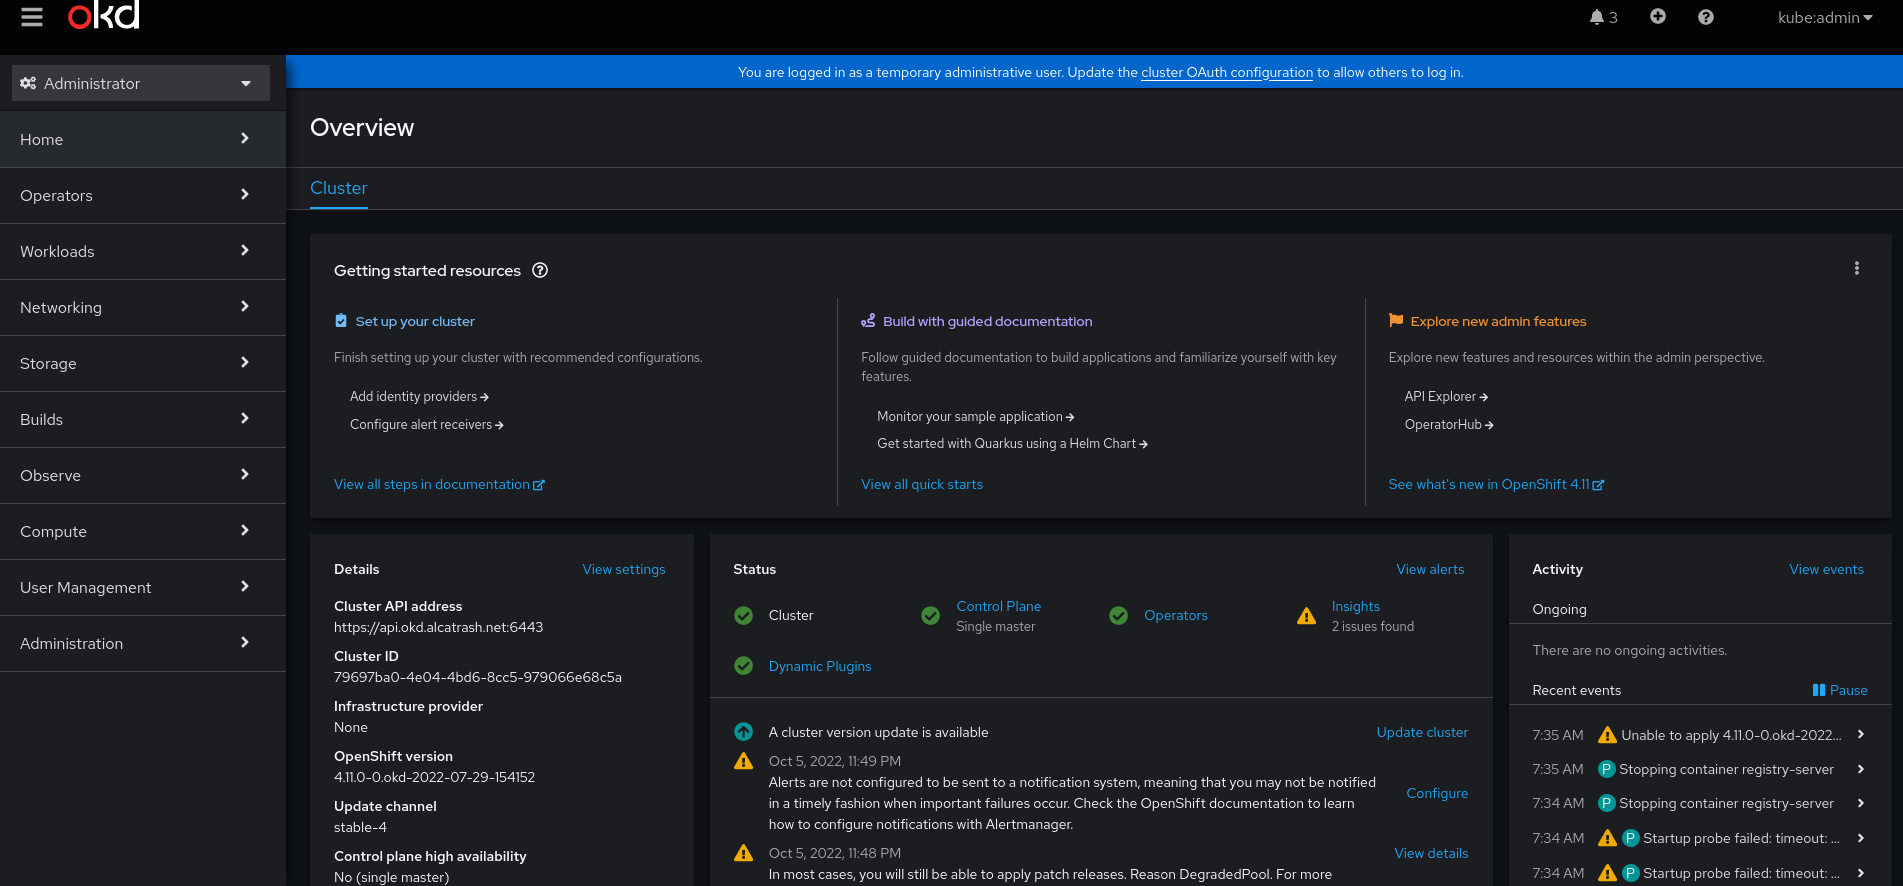 okd
3
kube:admin
Administrator
You are logged in as a temporary administrative user. Update the cluster OAuth configuration to allow others to log in.
Home
Operators
Workloads
Networking
Storage
Builds
Observe
Compute
User Management
Administration
Overview
Cluster
Getting started resources
Set up your cluster
Finish setting up your cluster with recommended configurations.
Add identity providers
Configure alert receivers
View all steps in documentation
Build with guided documentation
Follow guided documentation to build applications and familiarize yourself with key
features.
Monitor your sample application
Get started with Quarkus using a Helm Chart
View all quick starts
Explore new admin features
Explore new features and resources within the admin perspective.
API Explorer
OperatorHub
See what's new in OpenShift 4.11
Details
View settings
Cluster API address
https://api.okd.alcatrash.net:6443
Cluster ID
79697ba0-4e04-4bd6-8cc5-979066e68c5a
Infrastructure provider
None
OpenShift version
4.11.0-0.okd-2022-07-29-154152
Update channel
stable-4
Control plane high availability
No (single master)
Status
View alerts
Cluster
Control Plane
Single master
Operators
Insights
2 issues found
Dynamic Plugins
A cluster version update is available
Update cluster
Oct 5, 2022, 11:49 PM
Alerts are not configured to be sent to a notification system, meaning that you may not be notified
in a timely fashion when important failures occur. Check the OpenShift documentation to learn
how to configure notifications with Alertmanager.
Configure
Oct 5, 2022, 11:48 PM
View details
In most cases, you will still be able to apply patch releases. Reason DegradedPool. For more
Activity
View events
Ongoing
There are no ongoing activities.
Recent events
Pause
7:35 AM Unable to apply 4.11.0-0.okd-2022...
7:35 AM P Stopping container registry-server
7:34 AM P Stopping container registry-server
7:34 AM P Startup probe failed: timeout: ...
7:34 AM P Startup probe failed: timeout: ...